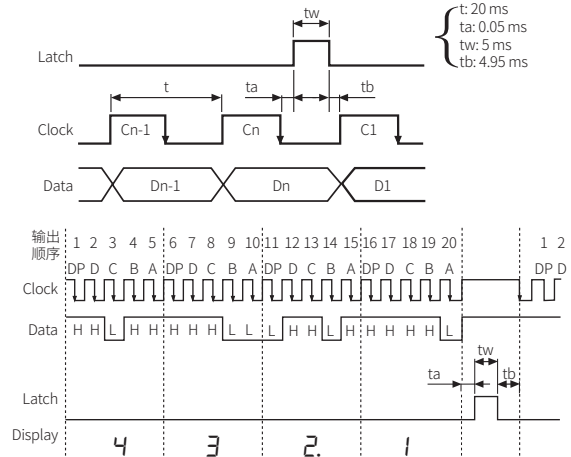 tw
t: 20 ms
ta: 0.05 ms
tw: 5 ms
tb: 4.95 ms
Latch
t ta tb
Clock Cn-1 Cn C1
Data Dn-1 Dn D1
输出
顺序
1 2 3 4 5 6 7 8 9 10 11 12 13 14 15 16 17 18 19 20 1 2
DP D C B A DP D C B A DP D C B A DP D C B A DP D
Clock
Data H H L H H H H H L L L H H L H H H H H L
tw
ta tb
Latch
Display 4 3 2. 1